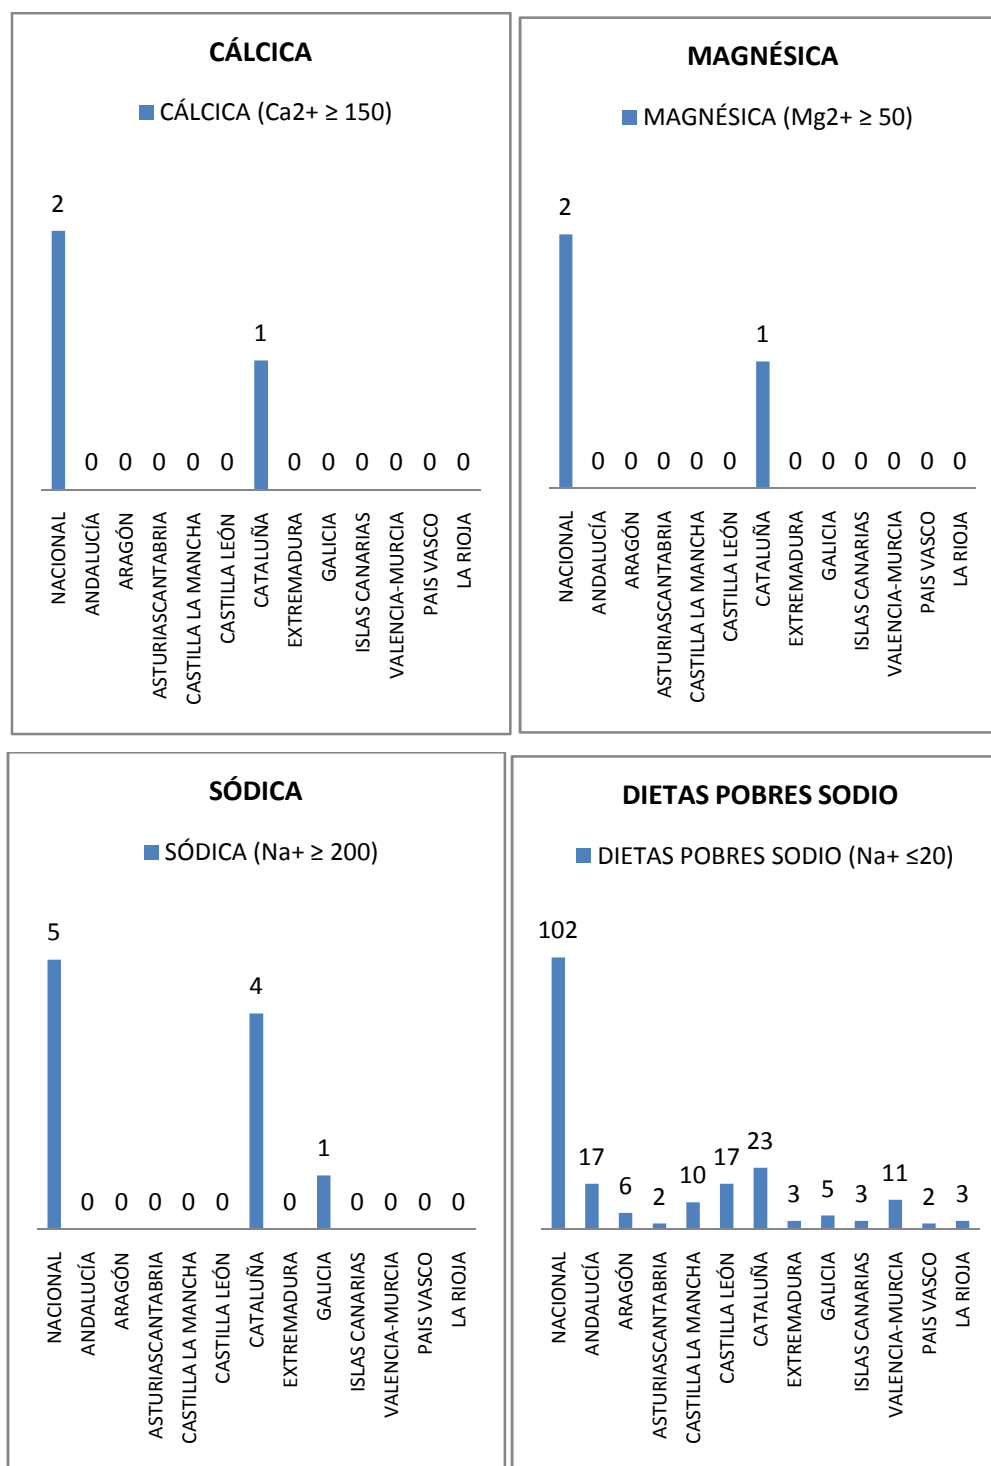 CÁLCICA
CÁLCICA (Ca2+ ≥ 150)
2
0 0 0 0 0 1 0 0 0 0 0 0
NACIONAL
ANDALUCÍA
ARAGÓN
ASTURIASCANTABRIA
CASTILLA LA MANCHA
CASTILLA LEÓN
CATALUÑA
EXTREMADURA
GALICIA
ISLAS CANARIAS
VALENCIA-MURCIA
PAIS VASCO
LA RIOJA
MAGNÉSICA
MAGNÉSICA (Mg2+ ≥ 50)
2
0 0 0 0 0 1 0 0 0 0 0 0
NACIONAL
ANDALUCÍA
ARAGÓN
ASTURIASCANTABRIA
CASTILLA LA MANCHA
CASTILLA LEÓN
CATALUÑA
EXTREMADURA
GALICIA
ISLAS CANARIAS
VALENCIA-MURCIA
PAIS VASCO
LA RIOJA
SÓDICA
SÓDICA (Na+ ≥ 200)
5
0 0 0 0 0 4 0 1 0 0 0 0
NACIONAL
ANDALUCÍA
ARAGÓN
ASTURIASCANTABRIA
CASTILLA LA MANCHA
CASTILLA LEÓN
CATALUÑA
EXTREMADURA
GALICIA
ISLAS CANARIAS
VALENCIA-MURCIA
PAIS VASCO
LA RIOJA
DIETAS POBRES SODIO
DIETAS POBRES SODIO (Na+ ≤20)
102
17 6 2 10 17 23 3 5 3 11 2 3
NACIONAL
ANDALUCÍA
ARAGÓN
ASTURIASCANTABRIA
CASTILLA LA MANCHA
CASTILLA LEÓN
CATALUÑA
EXTREMADURA
GALICIA
ISLAS CANARIAS
VALENCIA-MURCIA
PAIS VASCO
LA RIOJA